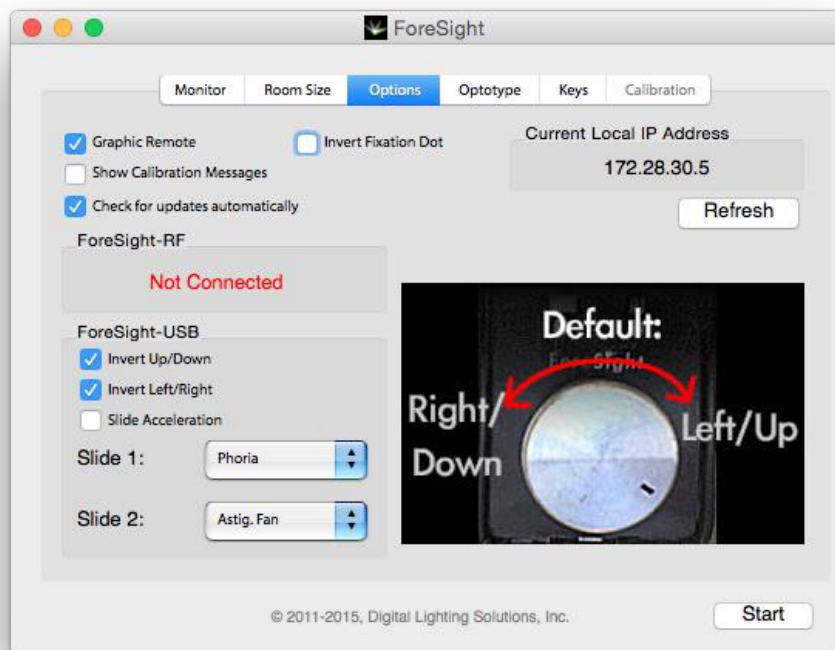 ForeSight
Monitor Room Size Options Optotype Keys Calibration
Graphic Remote
Invert Fixation Dot
Show Calibration Messages
Check for updates automatically
Current Local IP Address
172.28.30.5
Refresh
ForeSight-RF
Not Connected
ForeSight-USB
Invert Up/Down
Invert Left/Right
Slide Acceleration
Slide 1: Phoria
Slide 2: Astig. Fan
Default:
ForeSight
Right/
Down
Left/Up
© 2011-2015, Digital Lighting Solutions, Inc.
Start